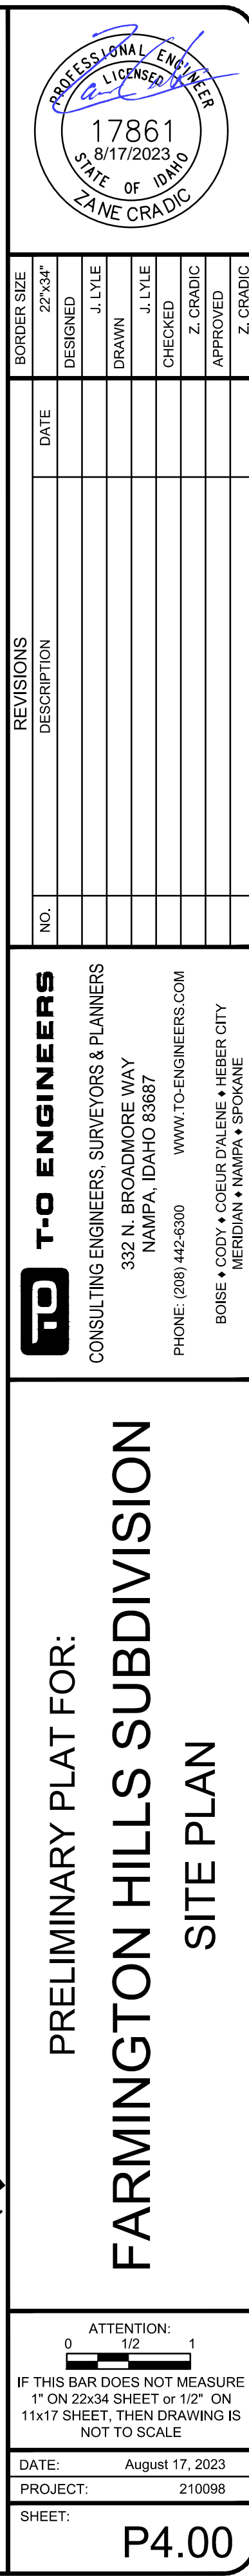 PROFESSIONAL ENGINEER
LICENSED
17861
8/17/2023
STATE OF IDAHO
ZANE CRADIC
BORDER SIZE
22"x34"
DESIGNED
J. LYLE
DRAWN
J. LYLE
CHECKED
Z. CRADIC
APPROVED
Z. CRADIC
REVISIONS
NO. DESCRIPTION DATE
TO T-O ENGINEERS
CONSULTING ENGINEERS, SURVEYORS & PLANNERS
332 N. BROADMORE WAY
NAMPA, IDAHO 83687
PHONE: (208) 442-6300 WWW.TO-ENGINEERS.COM
BOISE ♦ CODY ♦ COEUR D'ALENE ♦ HEBER CITY
MERIDIAN ♦ NAMPA ♦ SPOKANE
PRELIMINARY PLAT FOR:
FARMINGTON HILLS SUBDIVISION
SITE PLAN
ATTENTION:
0 1/2 1
IF THIS BAR DOES NOT MEASURE
1" ON 22x34 SHEET or 1/2" ON
11x17 SHEET, THEN DRAWING IS
NOT TO SCALE
DATE: August 17, 2023
PROJECT: 210098
SHEET:
P4.00